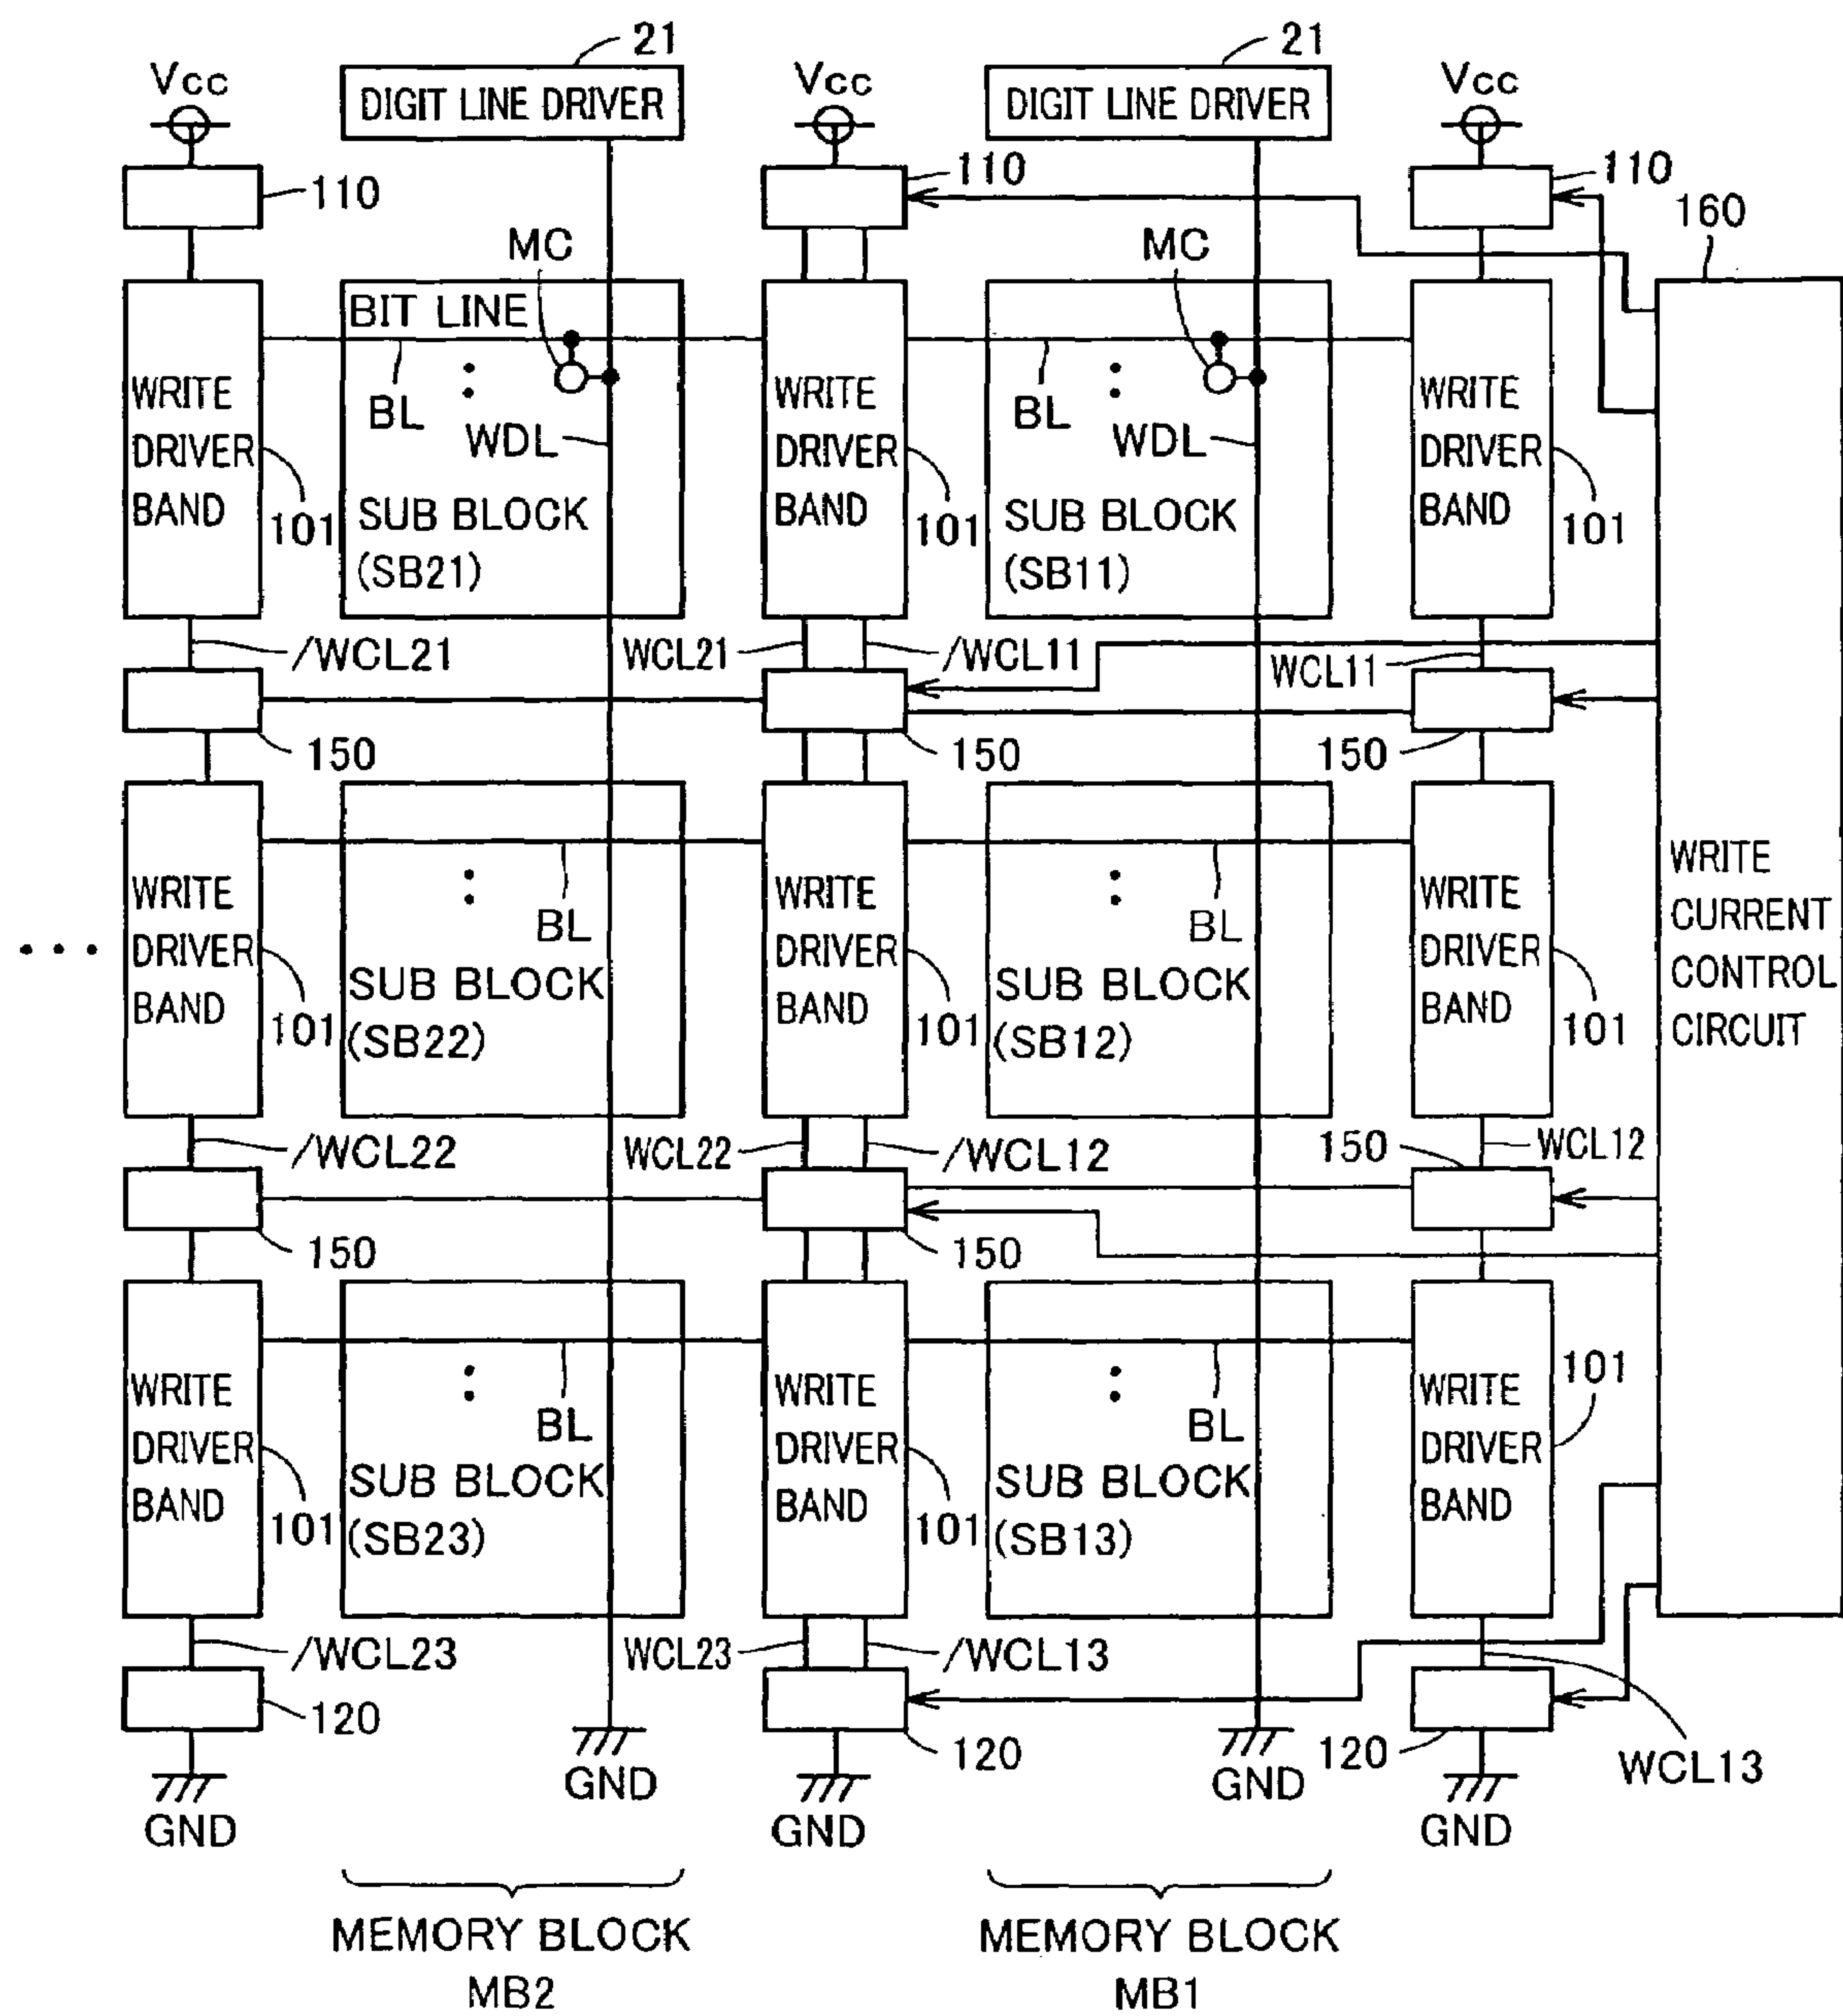 21
21
Vcc
Vcc
Vcc
DIGIT LINE DRIVER
DIGIT LINE DRIVER
110
110
110
160
MC
MC
BIT LINE
BL
BL
WDL
WDL
WRITE
DRIVER
BAND
101
SUB BLOCK
(SB21)
WRITE
DRIVER
BAND
101
SUB BLOCK
(SB11)
WRITE
DRIVER
BAND
101
/WCL21
WCL21
/WCL11
WCL11
150
150
150
WRITE
DRIVER
BAND
101
BL
SUB BLOCK
(SB22)
WRITE
DRIVER
BAND
101
BL
SUB BLOCK
(SB12)
WRITE
DRIVER
BAND
101
WRITE
CURRENT
CONTROL
CIRCUIT
...
/WCL22
WCL22
/WCL12
150
WCL12
150
150
WRITE
DRIVER
BAND
101
BL
SUB BLOCK
(SB23)
WRITE
DRIVER
BAND
101
BL
SUB BLOCK
(SB13)
WRITE
DRIVER
BAND
101
/WCL23
WCL23
/WCL13
120
120
120
WCL13
GND
GND
GND
GND
GND
MEMORY BLOCK
MB2
MEMORY BLOCK
MB1